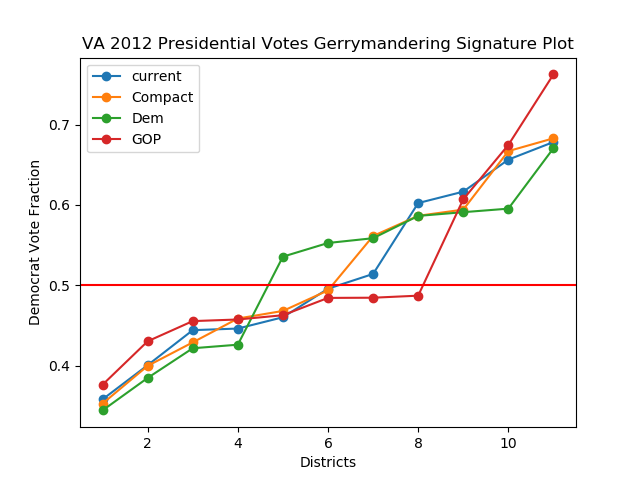 VA 2012 Presidential Votes Gerrymandering Signature Plot
current
Compact
Dem
GOP
0.7
0.6
0.5
0.4
Democrat Vote Fraction
2 4 6 8 10
Districts